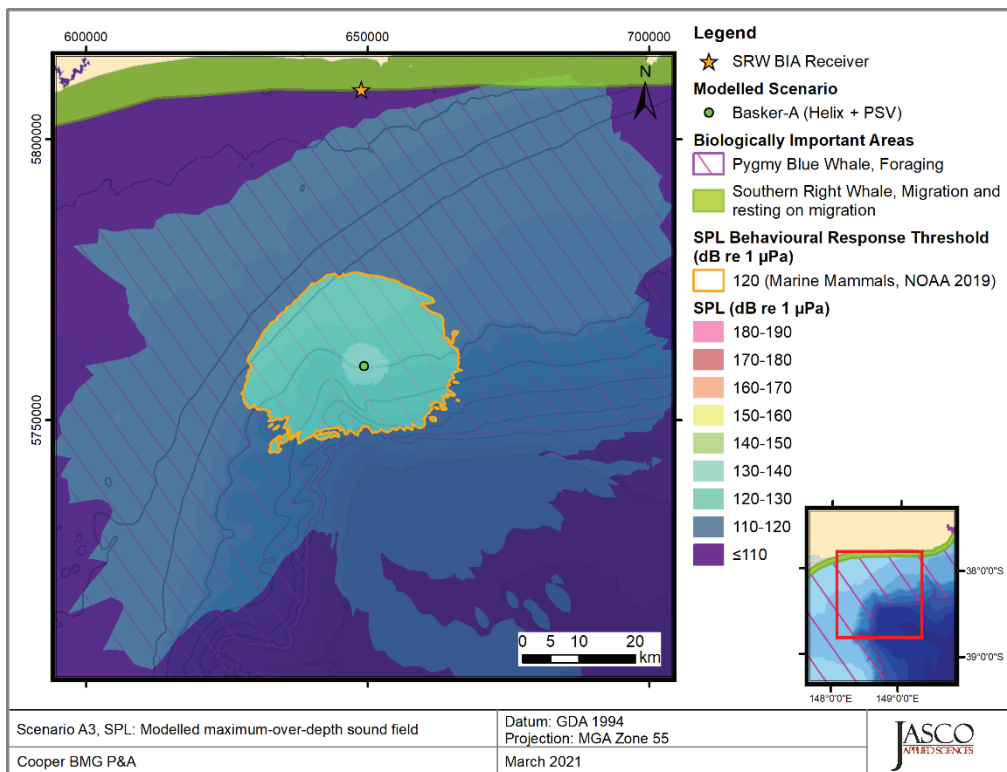 600000
650000
700000
5800000
5750000
N
0 5 10 20
km
Legend
SRW BIA Receiver
Modelled Scenario
Basker-A (Helix + PSV)
Biologically Important Areas
Pygmy Blue Whale, Foraging
Southern Right Whale, Migration and
resting on migration
SPL Behavioural Response Threshold
(dB re 1 µPa)
120 (Marine Mammals, NOAA 2019)
SPL (dB re 1 µPa)
180-190
170-180
160-170
150-160
140-150
130-140
120-130
110-120
≤110
38°0'0"S
39°0'0"S
148°0'0"E 149°0'0"E
Scenario A3, SPL: Modelled maximum-over-depth sound field
Cooper BMG P&A
Datum: GDA 1994
Projection: MGA Zone 55
March 2021
JASCO
APPLIED SCIENCES